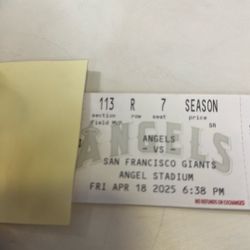 113 R 7 SEASON
section row seat price
Field MVP SR
ANGELS
ANGELS
- VS -
SAN FRANCISCO GIANTS
ANGEL STADIUM
FRI APR 18 2025 6:38 PM
NO REFUNDS OR EXCHANGES